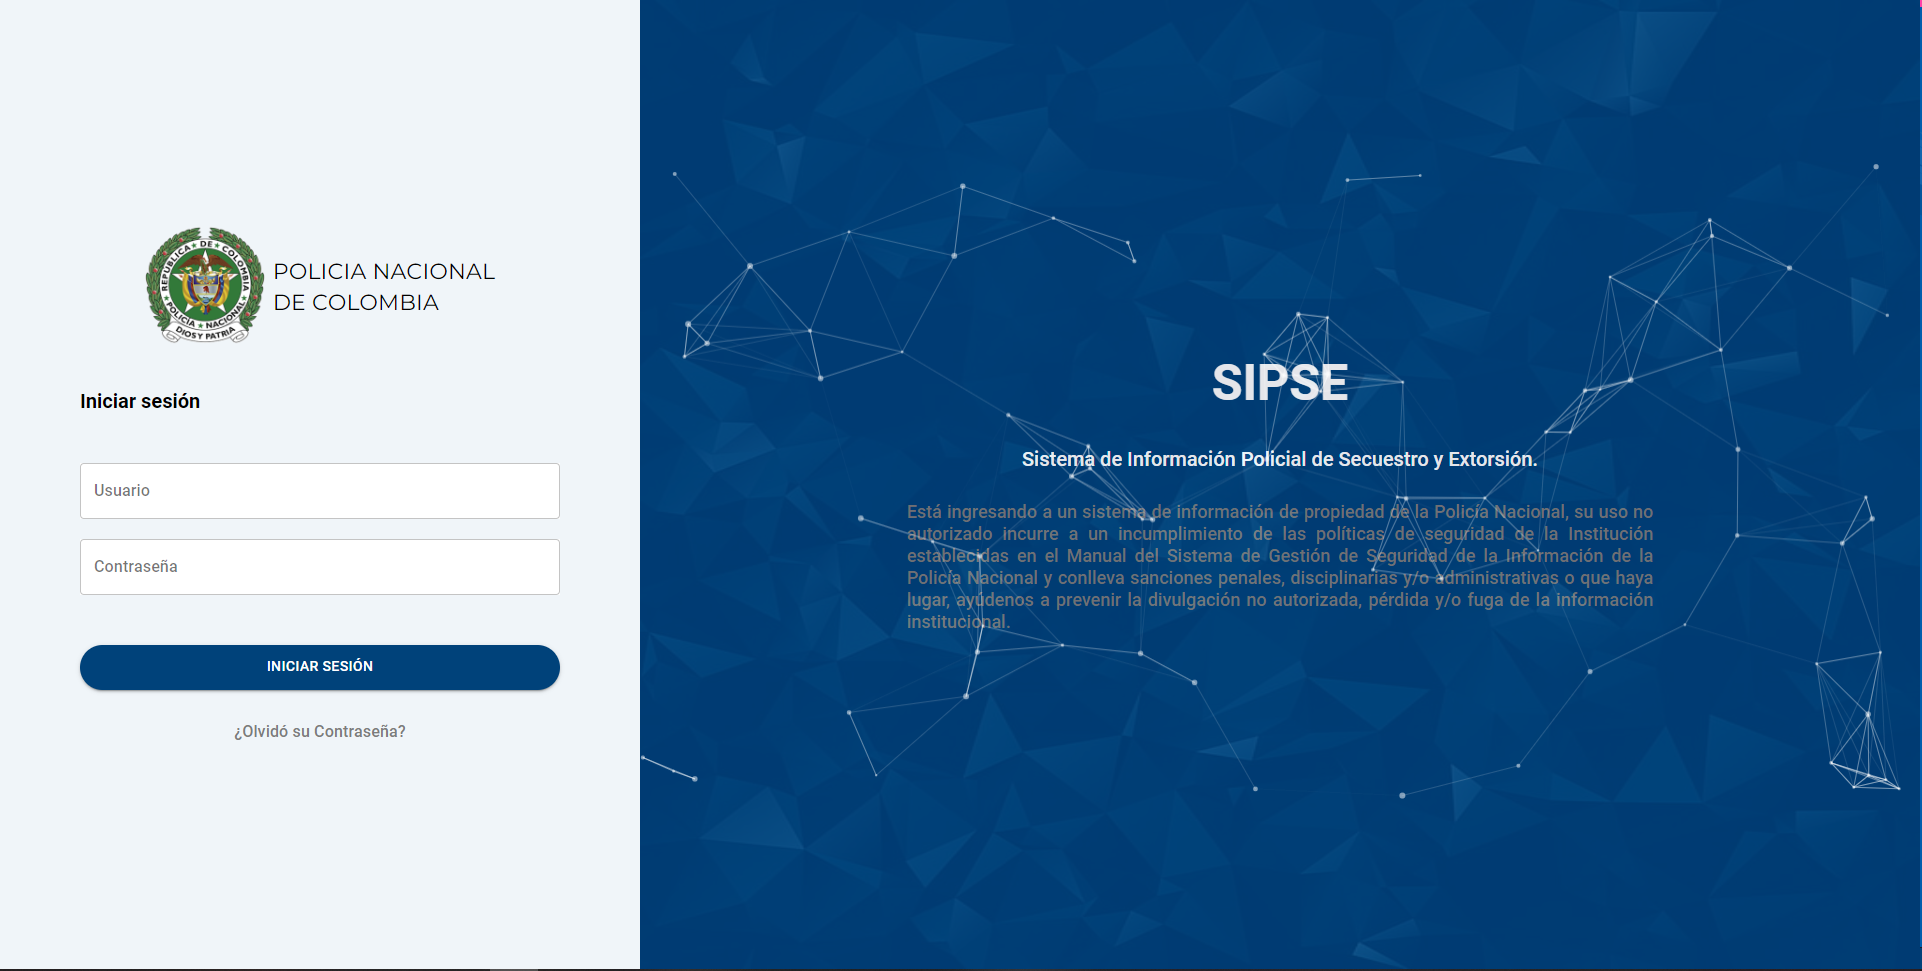 REPUBLICA DE COLOMBIA
POLICIA NACIONAL
DIOS Y PATRIA
POLICIA NACIONAL
DE COLOMBIA
Iniciar sesión
Usuario
Contraseña
INICIAR SESIÓN
¿Olvidó su Contraseña?
SIPSE
Sistema de Información Policial de Secuestro y Extorsión.
Está ingresando a un sistema de información de propiedad de la Policía Nacional, su uso no
autorizado incurre a un incumplimiento de las políticas de seguridad de la Institución
establecidas en el Manual del Sistema de Gestión de Seguridad de la Información de la
Policía Nacional y conlleva sanciones penales, disciplinarias y/o administrativas o que haya
lugar, ayúdenos a prevenir la divulgación no autorizada, pérdida y/o fuga de la información
institucional.